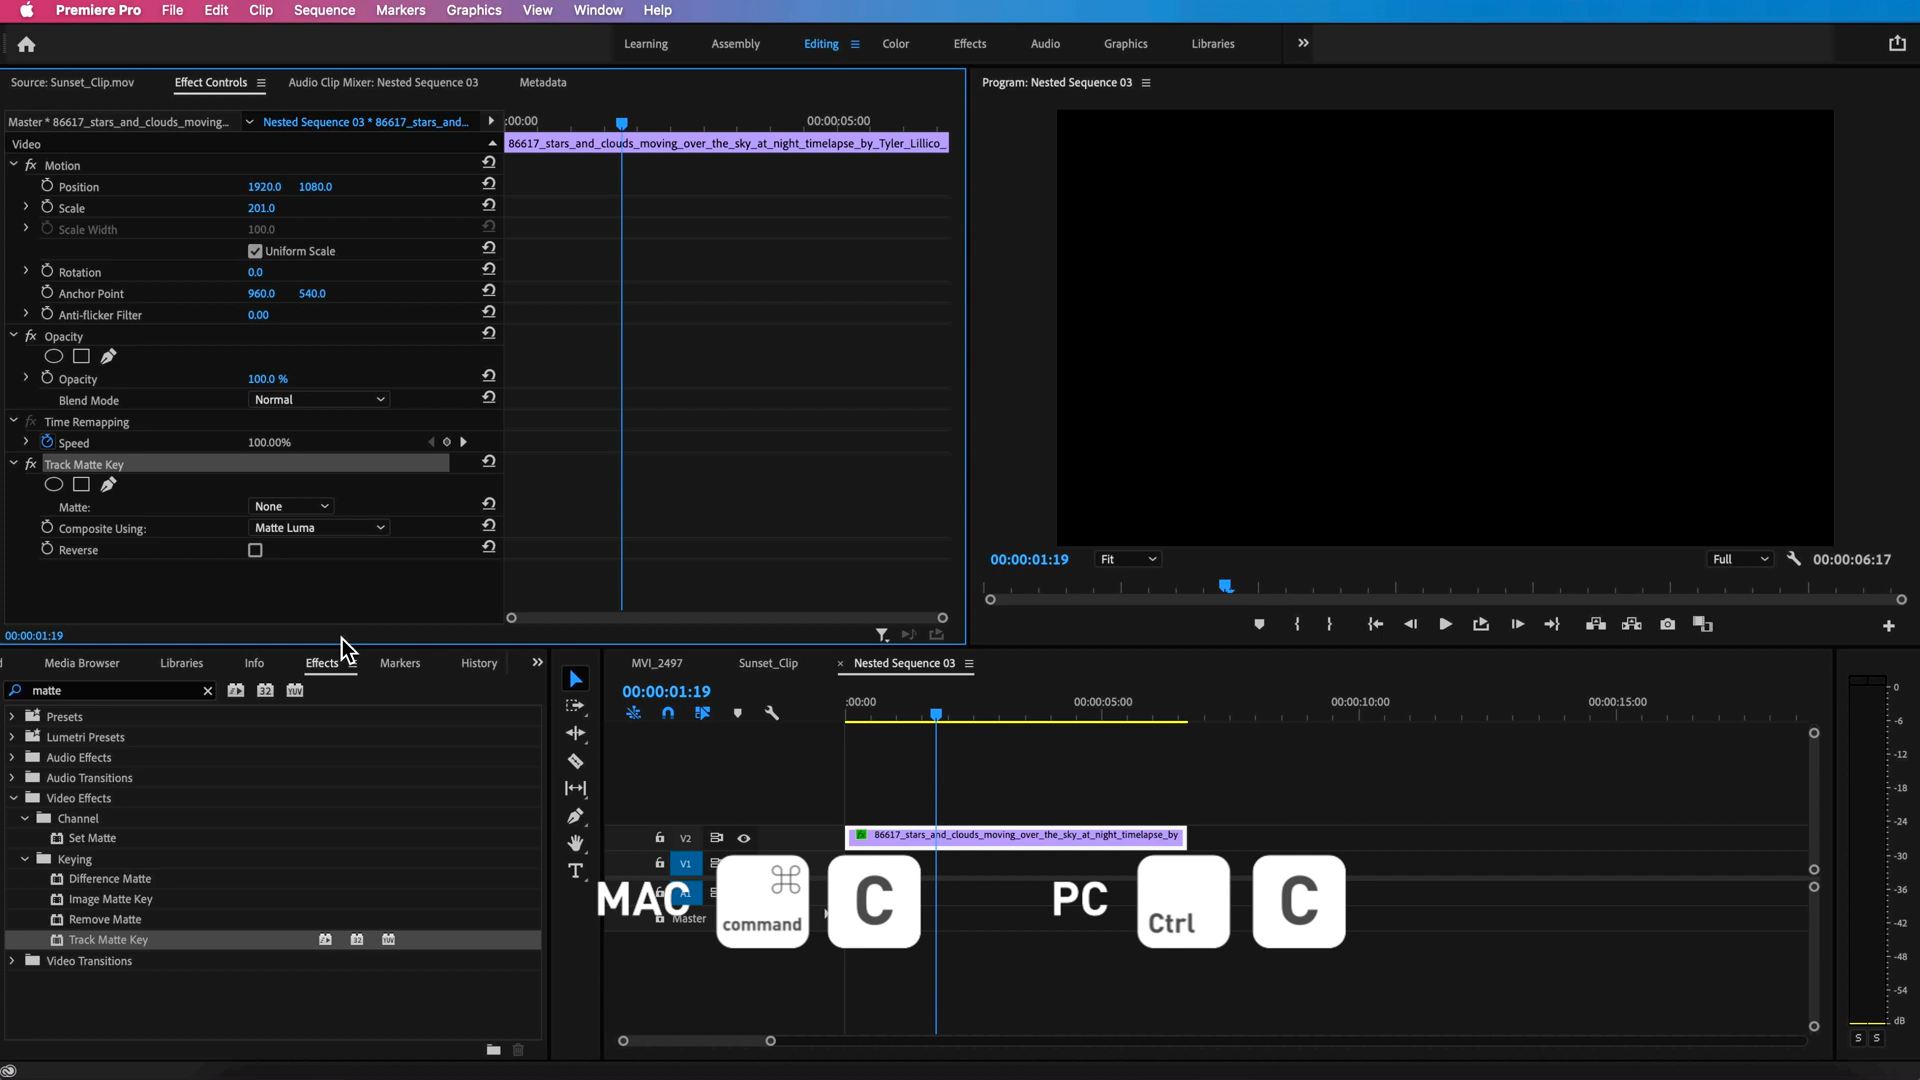 Premiere Pro File Edit Clip Sequence Markers Graphics View Window Help
Learning Assembly Editing Color Effects Audio Graphics Libraries
Source: Sunset_Clip.mov Effect Controls Audio Clip Mixer: Nested Sequence 03 Metadata
Program: Nested Sequence 03
Master * 86617_stars_and_clouds_moving... Nested Sequence 03 * 86617_stars_and...
:00:00 00:00:05:00
Video
86617_stars_and_clouds_moving_over_the_sky_at_night_timelapse_by_Tyler_Lillico_
fx Motion
Position 1920.0 1080.0
Scale 201.0
Scale Width 100.0
Uniform Scale
Rotation 0.0
Anchor Point 960.0 540.0
Anti-flicker Filter 0.00
fx Opacity
Opacity 100.0 %
Blend Mode Normal
fx Time Remapping
Speed 100.00%
fx Track Matte Key
Matte: None
Composite Using: Matte Luma
Reverse
00:00:01:19
00:00:01:19 Fit Full 00:00:06:17
Media Browser Libraries Info Effects Markers History
matte 32 YUV
Presets
Lumetri Presets
Audio Effects
Audio Transitions
Video Effects
Channel
Set Matte
Keying
Difference Matte
Image Matte Key
Remove Matte
Track Matte Key 32 YUV
Video Transitions
MVI_2497 Sunset_Clip × Nested Sequence 03
00:00:01:19
:00:00 00:00:05:00 00:00:10:00 00:00:15:00
V2 fx 86617_stars_and_clouds_moving_over_the_sky_at_night_timelapse_by
V1
A1
Master
MAC ⌘ command C PC Ctrl C
T
0
-6
-12
-18
-24
-30
-36
-42
-48
-54
dB
S S